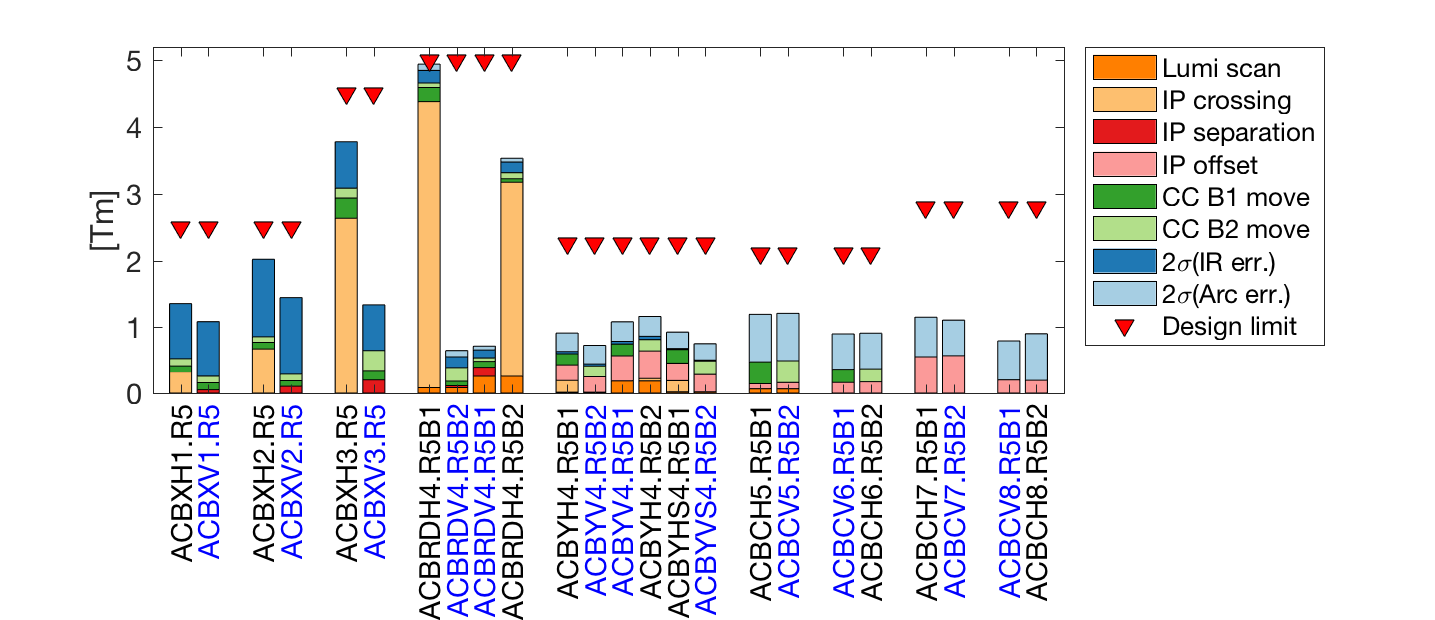 [Tm]
5
4
3
2
1
0
ACBXH1.R5
ACBXV1.R5
ACBXH2.R5
ACBXV2.R5
ACBXH3.R5
ACBXV3.R5
ACBRDH4.R5B1
ACBRDV4.R5B2
ACBRDV4.R5B1
ACBRDH4.R5B2
ACBYH4.R5B1
ACBYV4.R5B2
ACBYV4.R5B1
ACBYH4.R5B2
ACBYHS4.R5B1
ACBYVS4.R5B2
ACBCH5.R5B1
ACBCV5.R5B2
ACBCV6.R5B1
ACBCH6.R5B2
ACBCH7.R5B1
ACBCV7.R5B2
ACBCV8.R5B1
ACBCH8.R5B2
Lumi scan
IP crossing
IP separation
IP offset
CC B1 move
CC B2 move
2σ(IR err.)
2σ(Arc err.)
Design limit